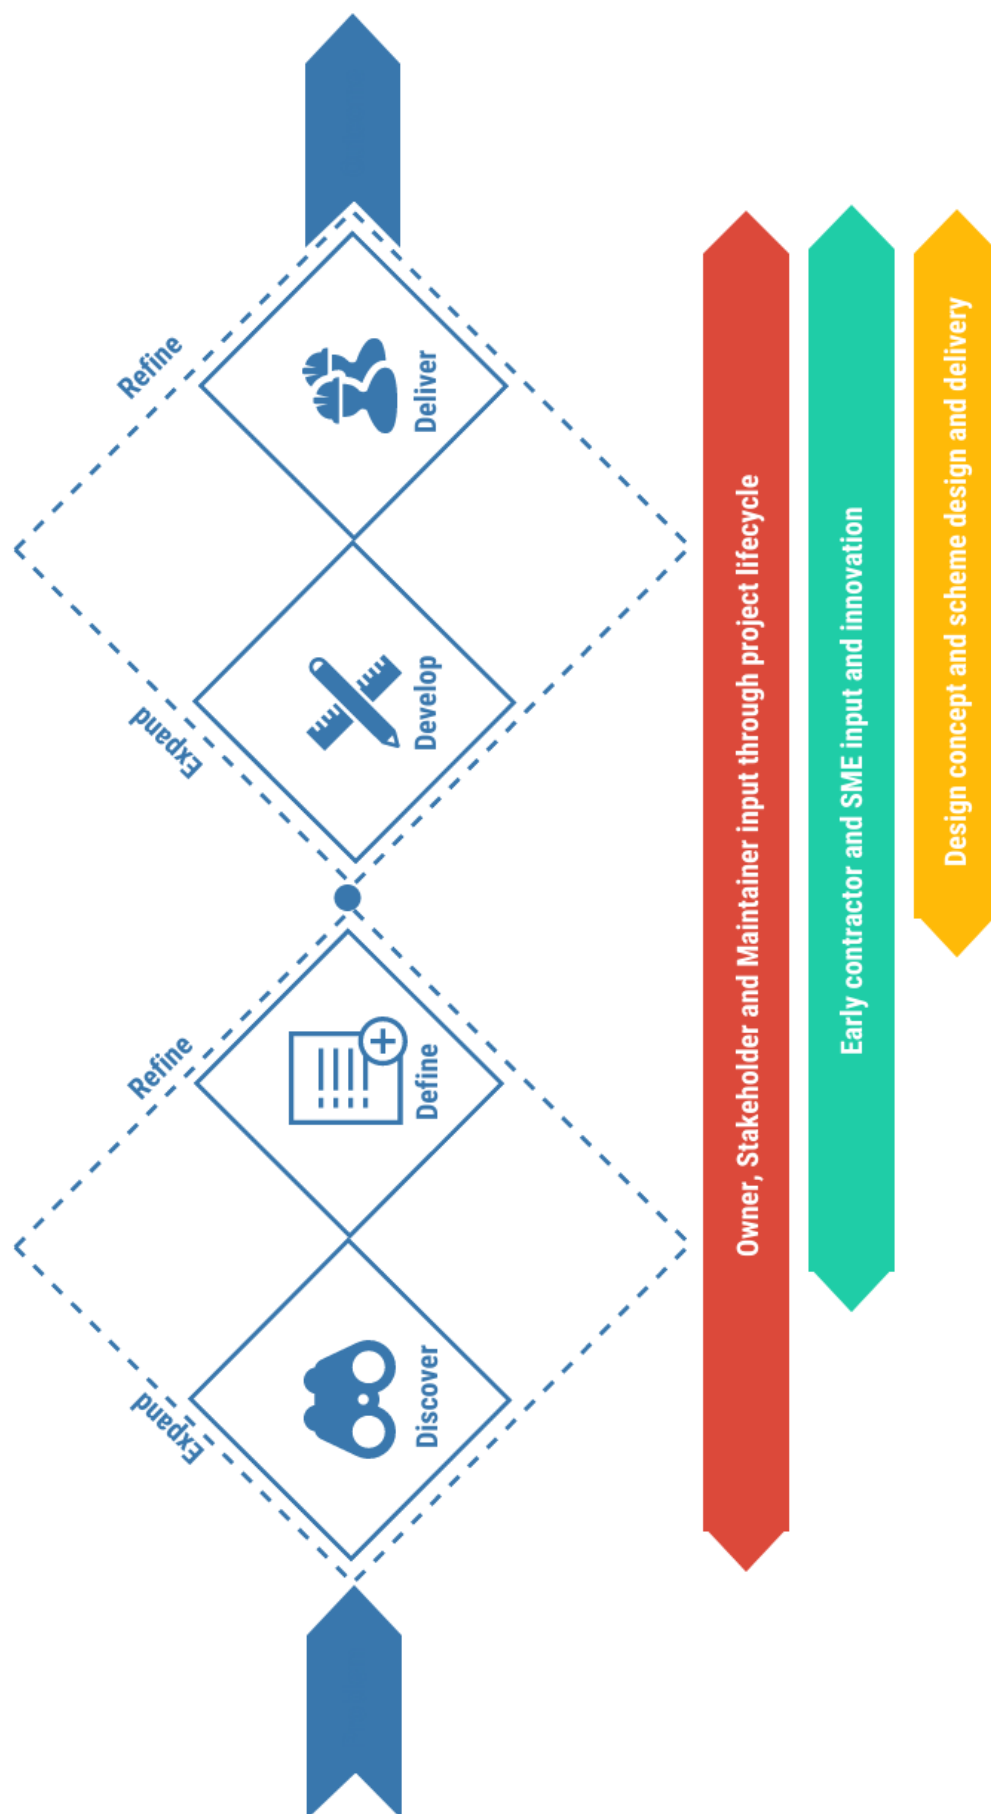 Expand
Refine
Expand
Refine
Discover
Define
Develop
Deliver
Owner, Stakeholder and Maintainer input through project lifecycle
Early contractor and SME input and innovation
Design concept and scheme design and delivery